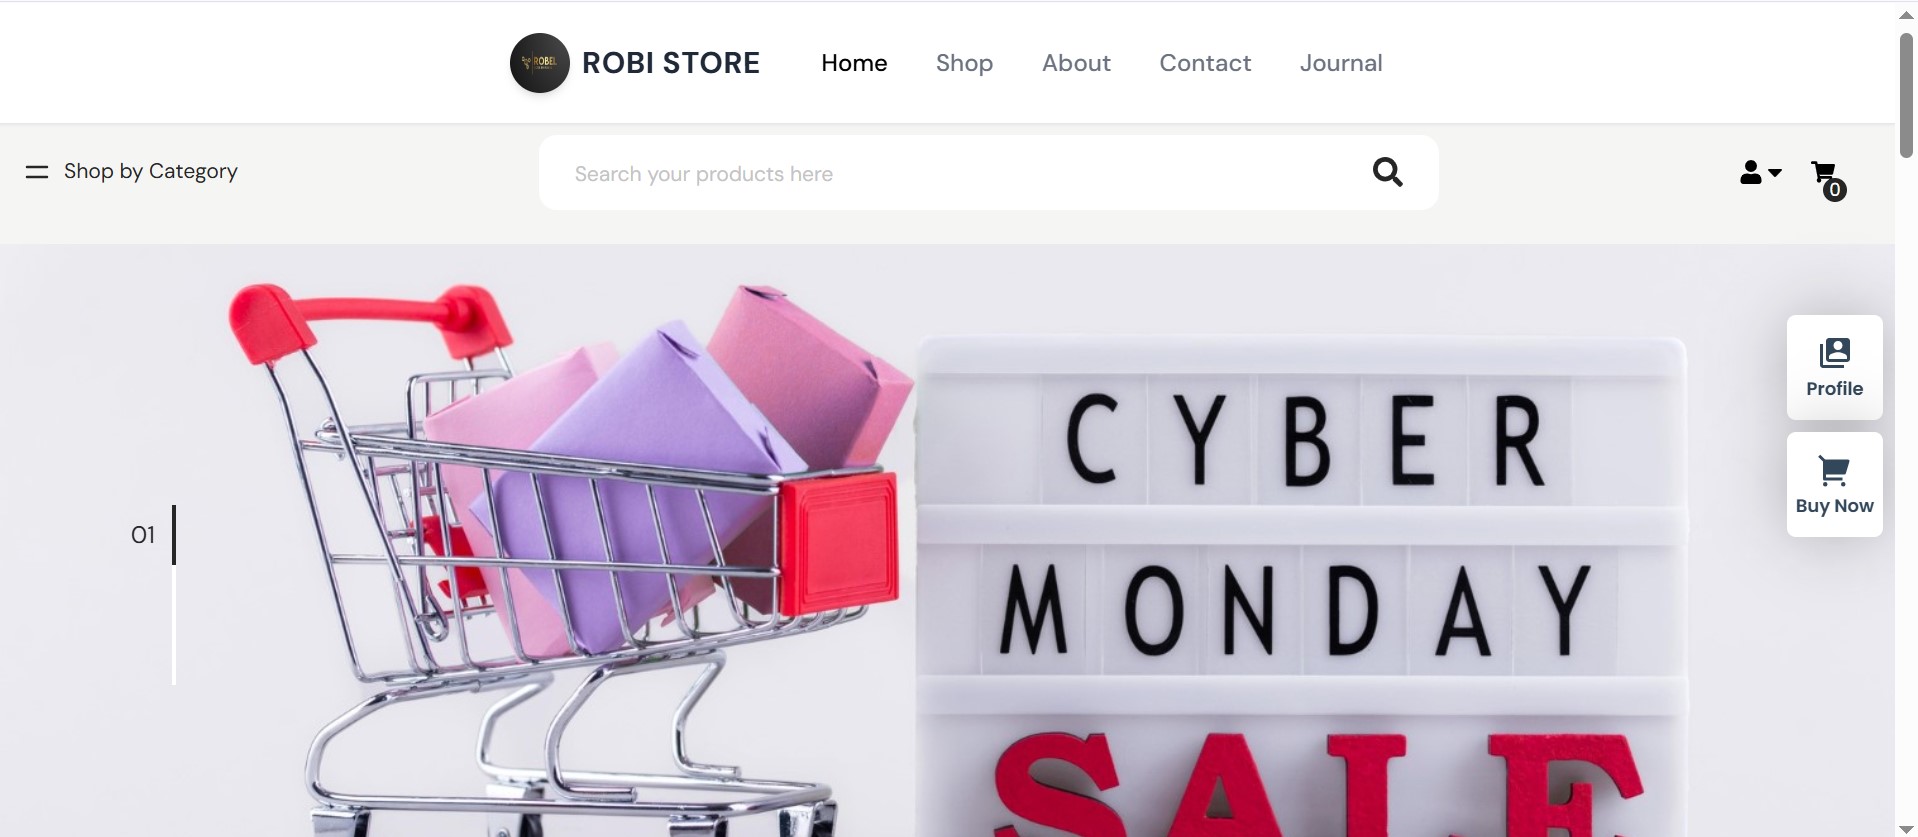 ROBEL
ROBI STORE
Home
Shop
About
Contact
Journal
Shop by Category
Search your products here
0
CYBER
MONDAY
SALE
01
Profile
Buy Now